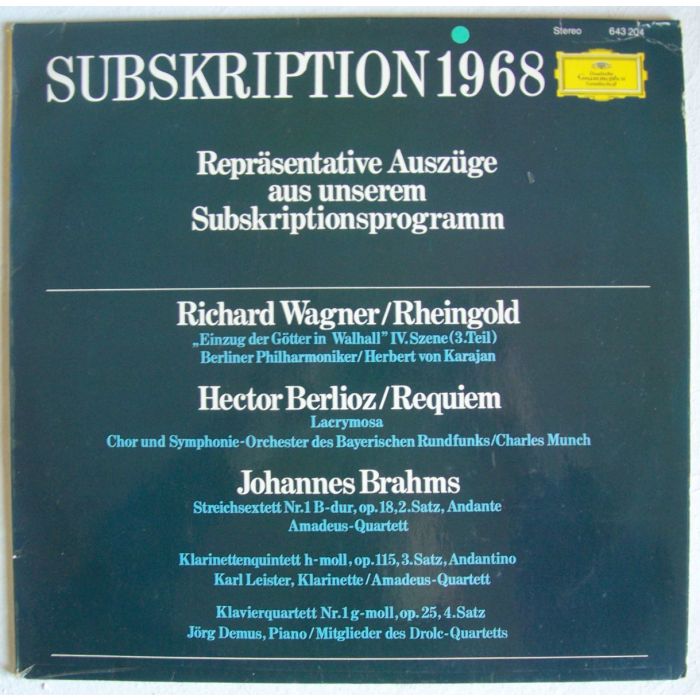 Stereo 643 204
SUBSKRIPTION 1968
Deutsche
Grammophon
Gesellschaft
Repräsentative Auszüge
aus unserem
Subskriptionsprogramm
Richard Wagner/Rheingold
„Einzug der Götter in Walhall” IV. Szene (3.Teil)
Berliner Philharmoniker/Herbert von Karajan
Hector Berlioz/Requiem
Lacrymosa
Chor und Symphonie-Orchester des Bayerischen Rundfunks/Charles Munch
Johannes Brahms
Streichsextett Nr.1 B-dur, op.18, 2.Satz, Andante
Amadeus-Quartett
Klarinettenquintett h-moll, op.115, 3.Satz, Andantino
Karl Leister, Klarinette/Amadeus-Quartett
Klavierquartett Nr.1 g-moll, op.25, 4.Satz
Jörg Demus, Piano/Mitglieder des Drolc-Quartetts